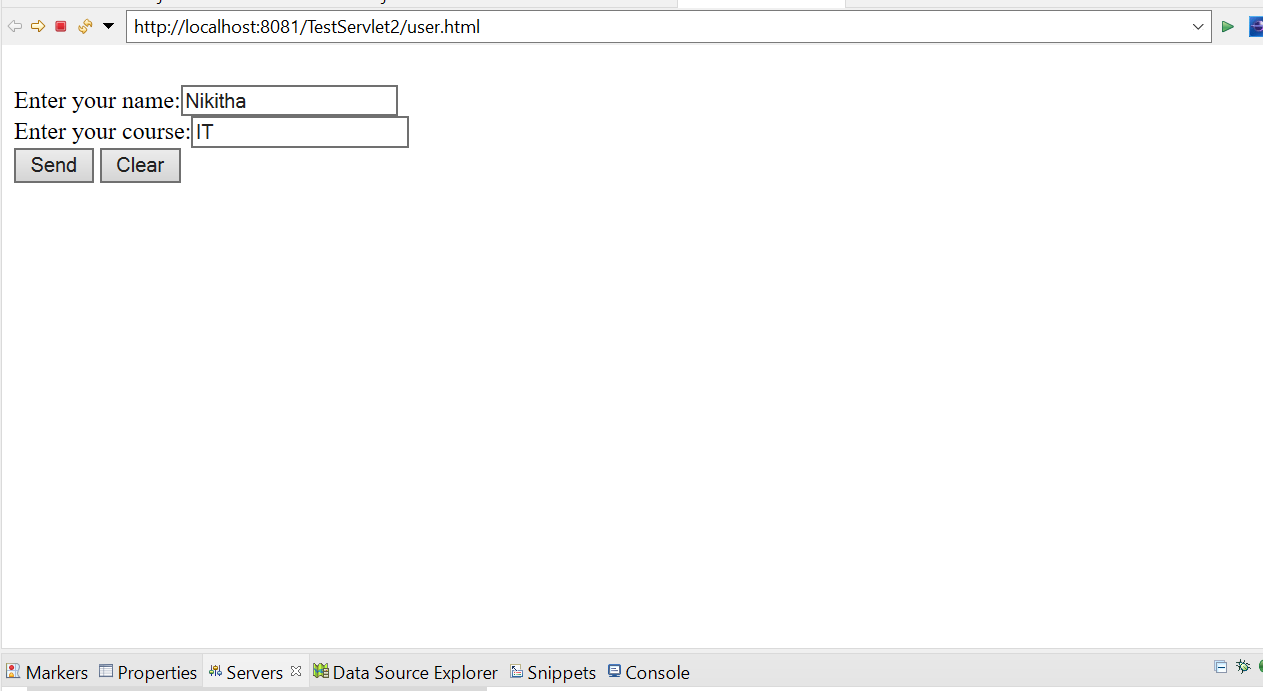 http://localhost:8081/TestServlet2/user.html
Enter your name: Nikitha
Enter your course: IT
Send Clear
Markers Properties Servers Data Source Explorer Snippets Console